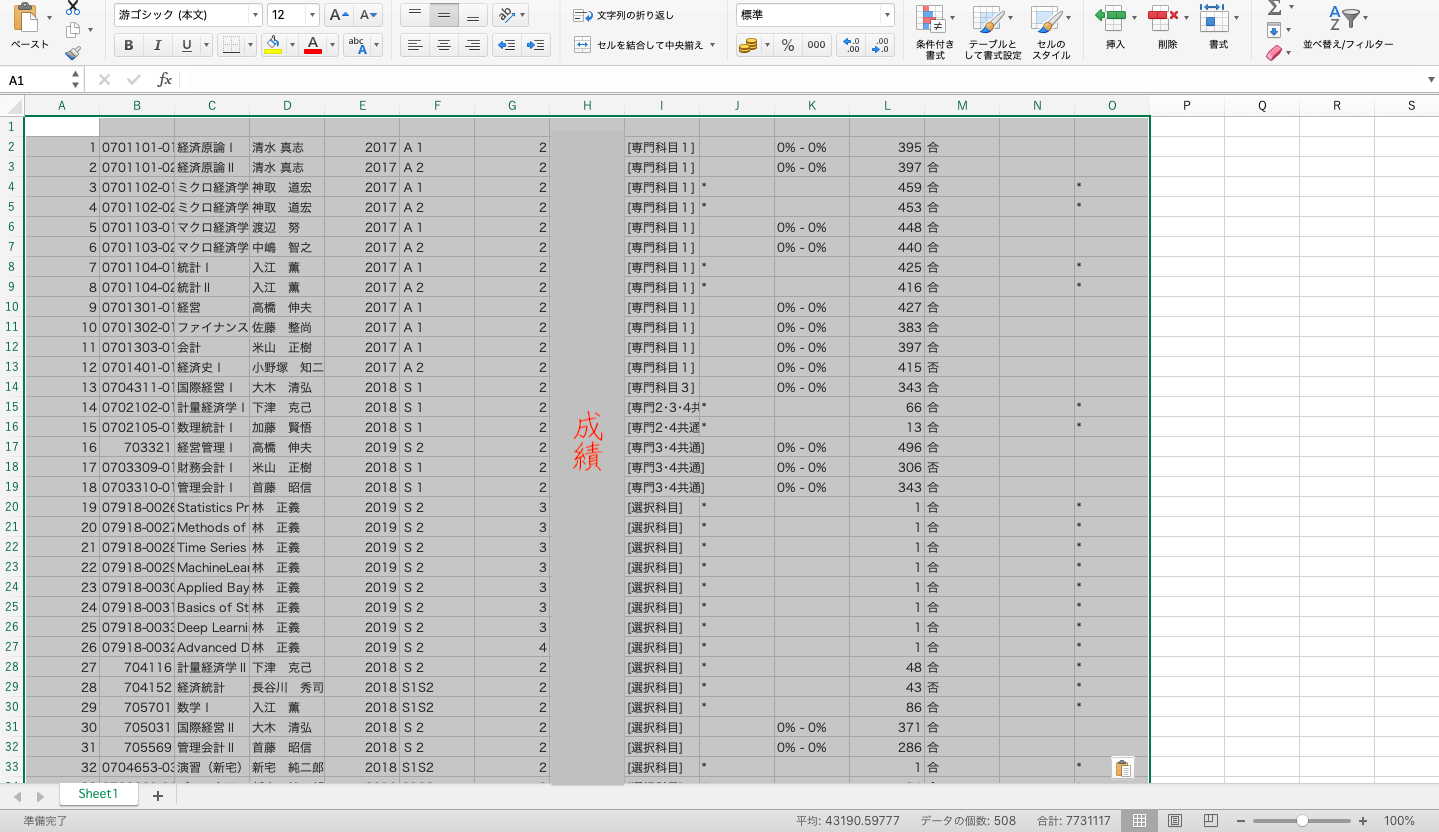 游ゴシック (本文) 12 A A 文字列の折り返し 標準
ペースト B I U A abc A セルを結合して中央揃え % 000 .0 .00 .00 .0 条件付き書式 テーブルとして書式設定 セルのスタイル 挿入 削除 書式 並べ替え/フィルター
A1 fx
A B C D E F G H I J K L M N O P Q R S
1
2 1 0701101-01 経済原論Ⅰ 清水 真志 2017 A 1 2 [専門科目1] 0% - 0% 395 合
3 2 0701101-02 経済原論Ⅱ 清水 真志 2017 A 2 2 [専門科目1] 0% - 0% 397 合
4 3 0701102-01 ミクロ経済学 神取 道宏 2017 A 1 2 [専門科目1] * 459 合 *
5 4 0701102-02 ミクロ経済学 神取 道宏 2017 A 2 2 [専門科目1] * 453 合 *
6 5 0701103-01 マクロ経済学 渡辺 努 2017 A 1 2 [専門科目1] 0% - 0% 448 合
7 6 0701103-02 マクロ経済学 中嶋 智之 2017 A 2 2 [専門科目1] 0% - 0% 440 合
8 7 0701104-01 統計Ⅰ 入江 薫 2017 A 1 2 [専門科目1] * 425 合 *
9 8 0701104-02 統計Ⅱ 入江 薫 2017 A 2 2 [専門科目1] * 416 合 *
10 9 0701301-01 経営 高橋 伸夫 2017 A 1 2 [専門科目1] 0% - 0% 427 合
11 10 0701302-01 ファイナンス 佐藤 整尚 2017 A 1 2 [専門科目1] 0% - 0% 383 合
12 11 0701303-01 会計 米山 正樹 2017 A 1 2 [専門科目1] 0% - 0% 397 合
13 12 0701401-01 経済史Ⅰ 小野塚 知二 2017 A 2 2 [専門科目1] 0% - 0% 415 否
14 13 0704311-01 国際経営Ⅰ 大木 清弘 2018 S 1 2 [専門科目3] 0% - 0% 343 合
15 14 0702102-01 計量経済学Ⅰ 下津 克己 2018 S 1 2 [専門2・3・4共 * 66 合 *
16 15 0702105-01 数理統計Ⅰ 加藤 賢悟 2018 S 1 2 [専門2・4共通 * 13 合 *
成績
17 16 703321 経営管理Ⅰ 高橋 伸夫 2019 S 2 2 [専門3・4共通] 0% - 0% 496 合
18 17 0703309-01 財務会計Ⅰ 米山 正樹 2018 S 1 2 [専門3・4共通] 0% - 0% 306 否
19 18 0703310-01 管理会計Ⅰ 首藤 昭信 2018 S 1 2 [専門3・4共通] 0% - 0% 343 合
20 19 07918-0026 Statistics Pr 林 正義 2019 S 2 3 [選択科目] * 1 合 *
21 20 07918-0027 Methods of 林 正義 2019 S 2 3 [選択科目] * 1 合 *
22 21 07918-0028 Time Series 林 正義 2019 S 2 3 [選択科目] * 1 合 *
23 22 07918-0029 MachineLear 林 正義 2019 S 2 3 [選択科目] * 1 合 *
24 23 07918-0030 Applied Bay 林 正義 2019 S 2 3 [選択科目] * 1 合 *
25 24 07918-0031 Basics of St 林 正義 2019 S 2 3 [選択科目] * 1 合 *
26 25 07918-0033 Deep Learni 林 正義 2019 S 2 3 [選択科目] * 1 合 *
27 26 07918-0032 Advanced D 林 正義 2019 S 2 4 [選択科目] * 1 合 *
28 27 704116 計量経済学Ⅱ 下津 克己 2018 S 2 2 [選択科目] * 48 合 *
29 28 704152 経済統計 長谷川 秀司 2018 S1S2 2 [選択科目] * 43 否 *
30 29 705701 数学Ⅰ 入江 薫 2018 S1S2 2 [選択科目] * 86 合 *
31 30 705031 国際経営Ⅱ 大木 清弘 2018 S 2 2 [選択科目] 0% - 0% 371 合
32 31 705569 管理会計Ⅱ 首藤 昭信 2018 S 2 2 [選択科目] 0% - 0% 286 合
33 32 0704653-03 演習（新宅） 新宅 純二郎 2018 S1S2 2 [選択科目] * 1 合 *
Sheet1 +
準備完了 平均: 43190.59777 データの個数: 508 合計: 7731117 100%